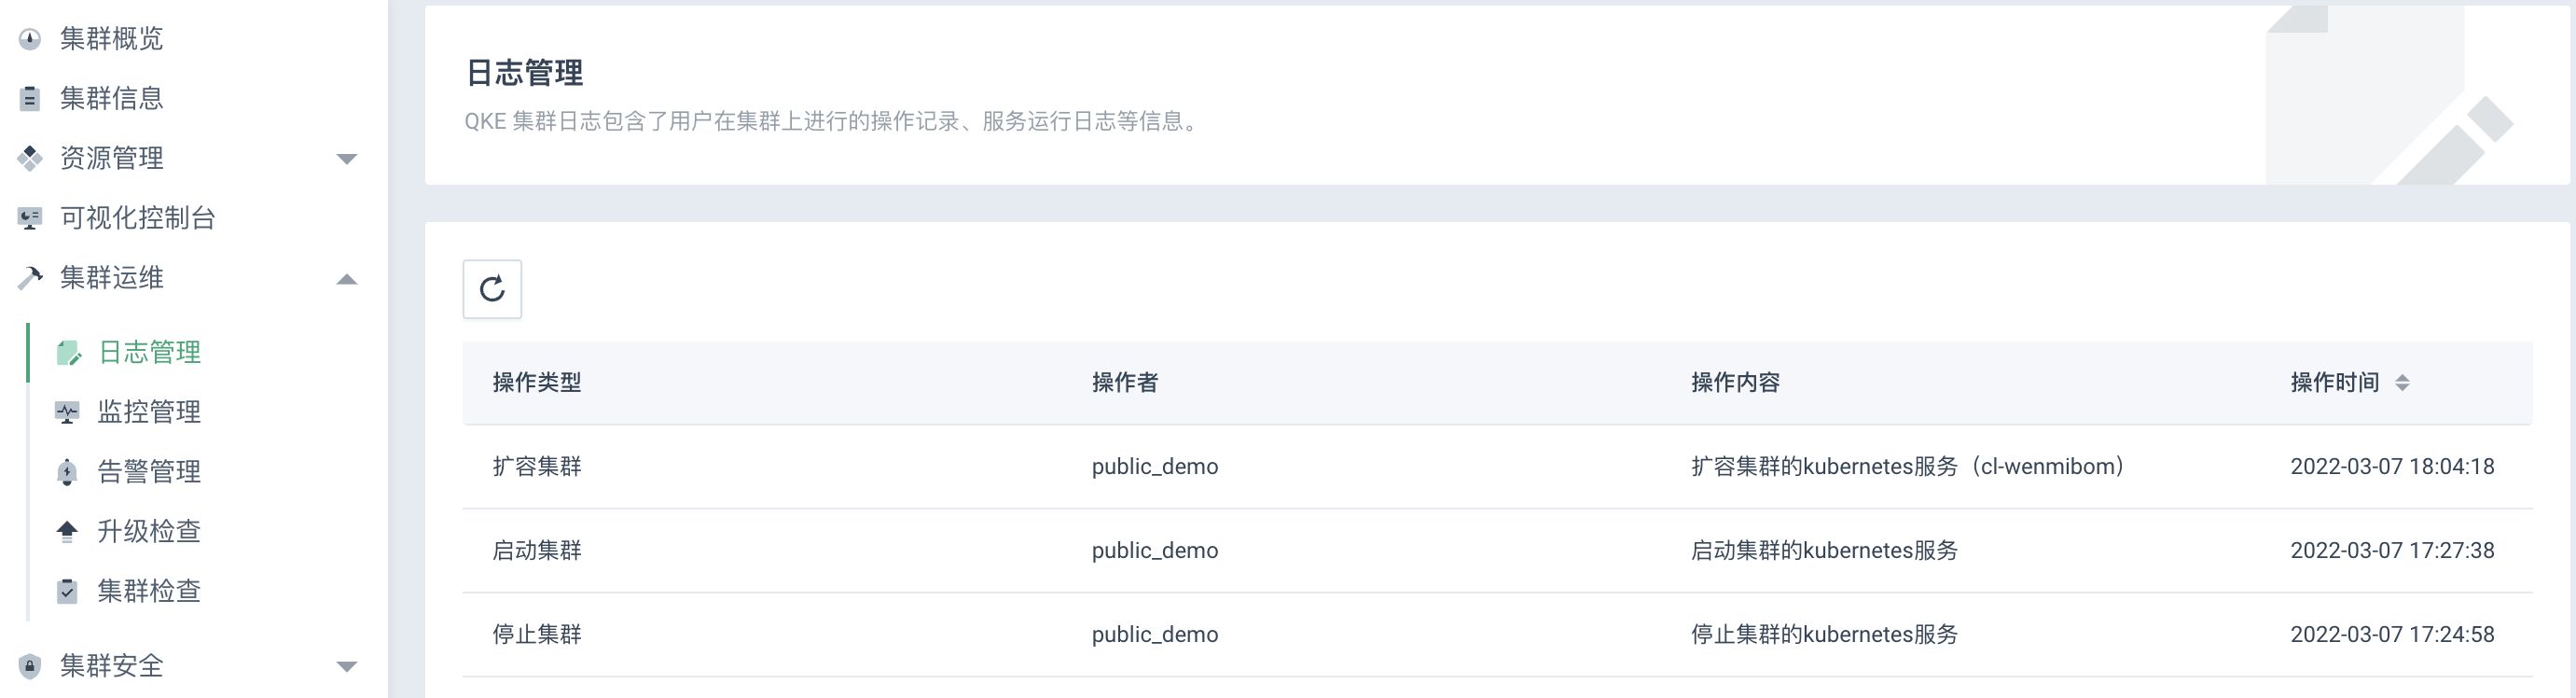 集群概览
集群信息
资源管理
可视化控制台
集群运维
日志管理
监控管理
告警管理
升级检查
集群检查
集群安全
日志管理
QKE 集群日志包含了用户在集群上进行的操作记录、服务运行日志等信息。
操作类型 操作者 操作内容 操作时间
扩容集群 public_demo 扩容集群的kubernetes服务（cl-wenmibom） 2022-03-07 18:04:18
启动集群 public_demo 启动集群的kubernetes服务 2022-03-07 17:27:38
停止集群 public_demo 停止集群的kubernetes服务 2022-03-07 17:24:58